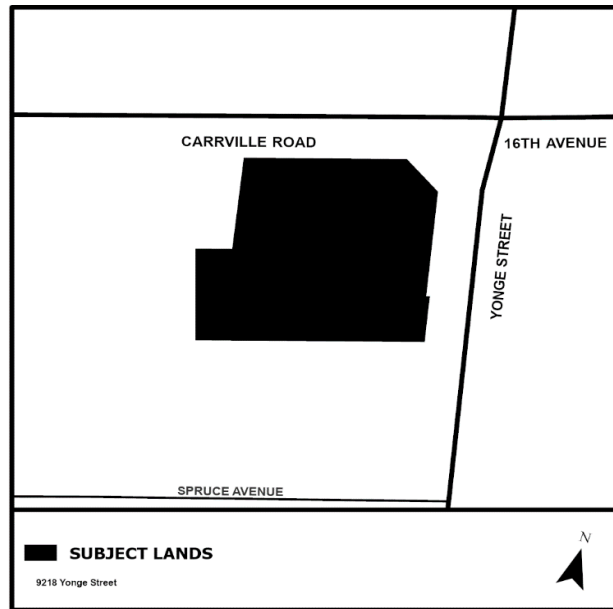 CARRVILLE ROAD
16TH AVENUE
YONGE STREET
SPRUCE AVENUE
SUBJECT LANDS
9218 Yonge Street
N